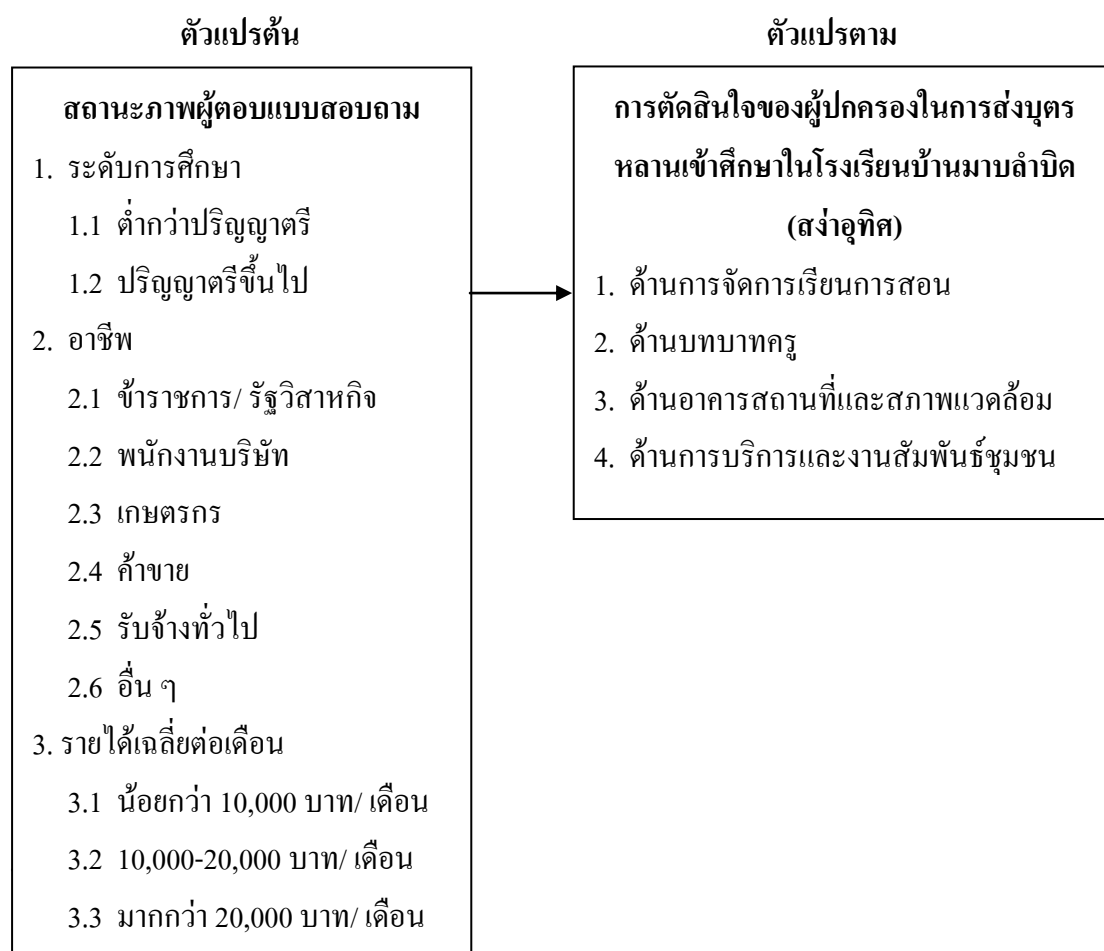 ตัวแปรต้น
สถานะภาพผู้ตอบแบบสอบถาม
1. ระดับการศึกษา
1.1 ต่ำกว่าปริญญาตรี
1.2 ปริญญาตรีขึ้นไป
2. อาชีพ
2.1 ข้าราชการ/ รัฐวิสาหกิจ
2.2 พนักงานบริษัท
2.3 เกษตรกร
2.4 ค้าขาย
2.5 รับจ้างทั่วไป
2.6 อื่น ๆ
3. รายได้เฉลี่ยต่อเดือน
3.1 น้อยกว่า 10,000 บาท/ เดือน
3.2 10,000-20,000 บาท/ เดือน
3.3 มากกว่า 20,000 บาท/ เดือน
ตัวแปรตาม
การตัดสินใจของผู้ปกครองในการส่งบุตร
หลานเข้าศึกษาในโรงเรียนบ้านมาบลำบิด
(สง่าอุทิศ)
1. ด้านการจัดการเรียนการสอน
2. ด้านบทบาทครู
3. ด้านอาคารสถานที่และสภาพแวดล้อม
4. ด้านการบริการและงานสัมพันธ์ชุมชน